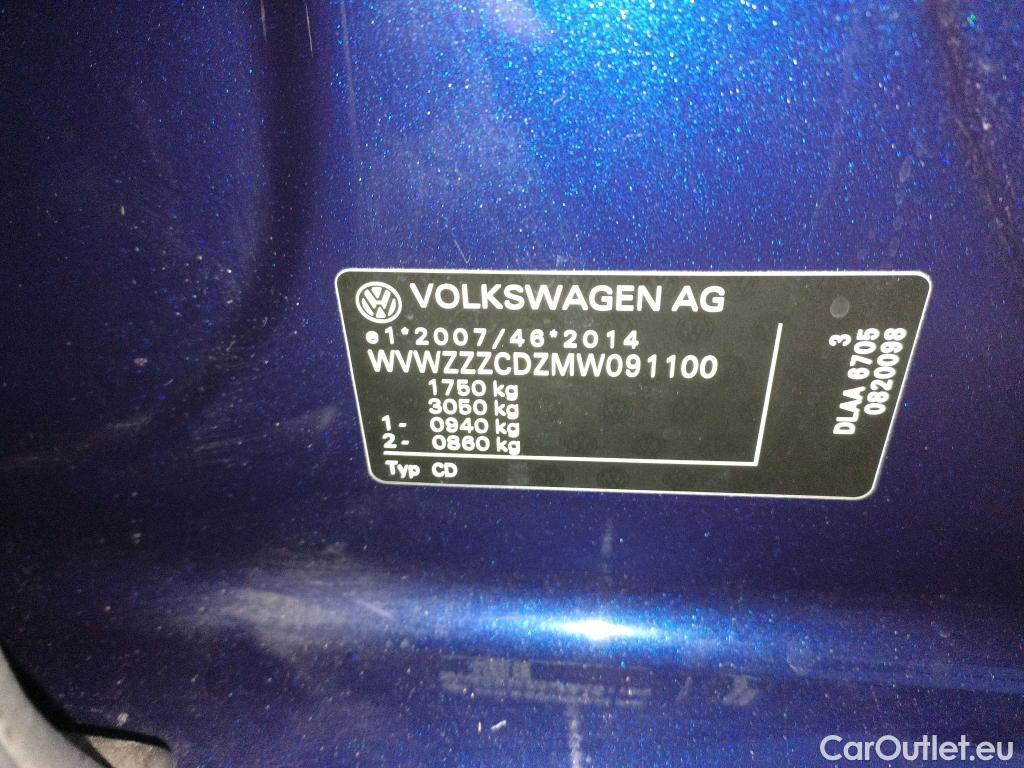 VOLKSWAGEN AG
e1*2007/46*2014
WVWZZZCDZMW091100
1750 kg
3050 kg
1- 0940 kg
2- 0860 kg
Typ CD
3
DLAA 6705
0820098
CarOutlet.eu